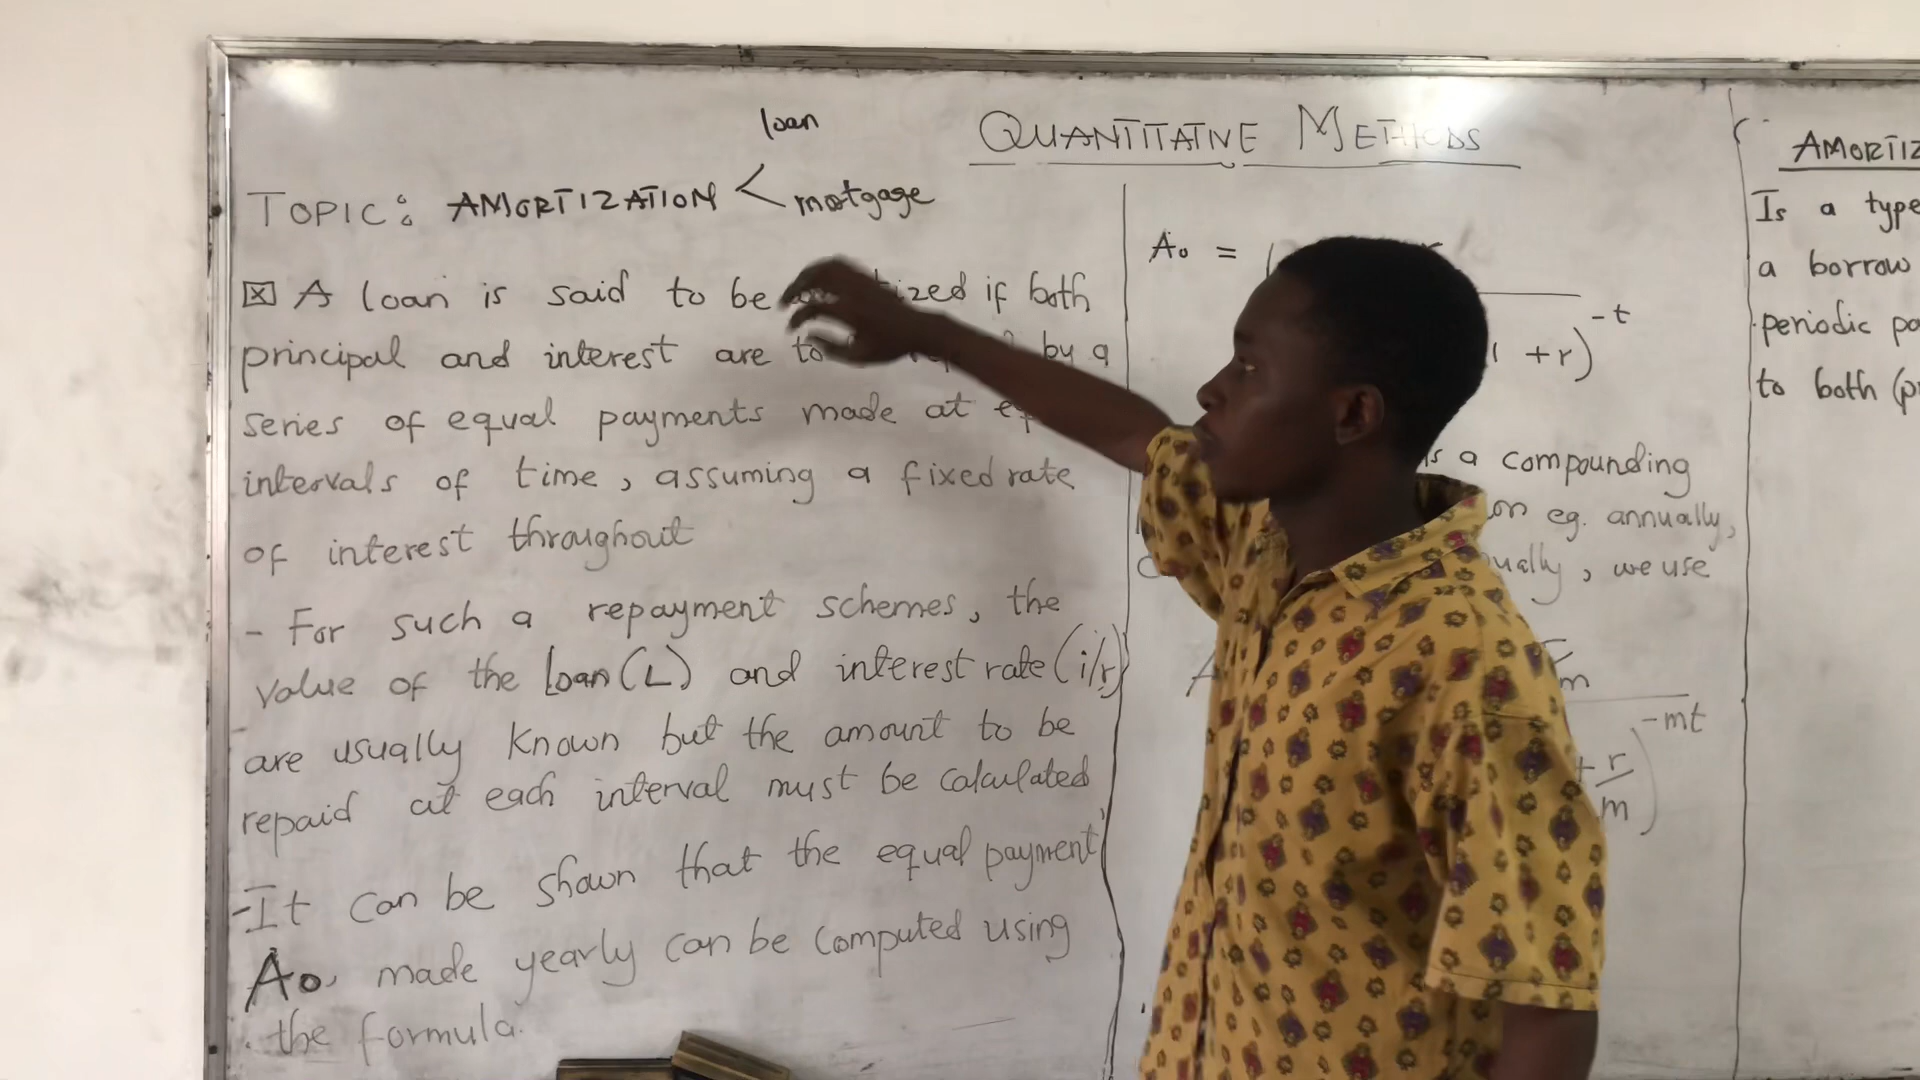 QUANTITATIVE METHODS
loan
TOPIC: AMORTIZATION < motgage
☒ A loan is said to be if both
principal and interest are to by a
series of equal payments made at
intervals of time, assuming a fixed rate
of interest throughout
- For such a repayment schemes, the
value of the loan (L) and interest rate (i/r)
are usually known but the amount to be
repaid at each interval must be calculated
- It can be shown that the equal payment
Ao, made yearly can be computed using
the formula.
Ao =
+r)^-t
a compounding
eg. annually,
, we use
m
-mt
+ r
m
Is a type
a borrow
periodic
to both